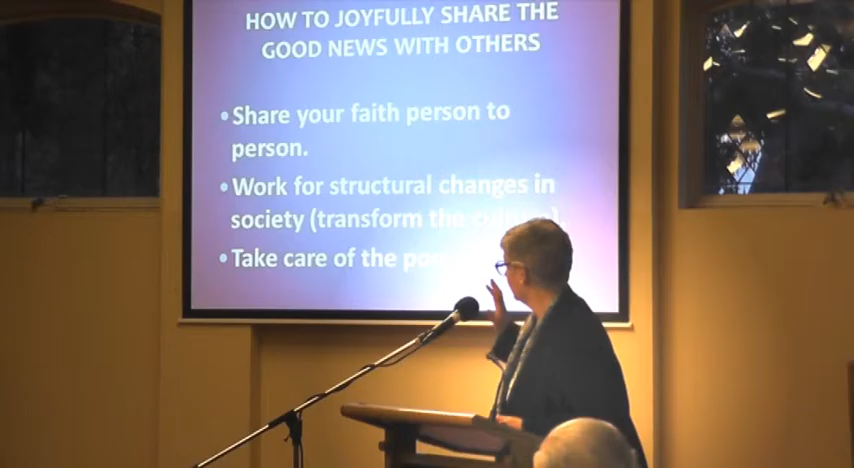 HOW TO JOYFULLY SHARE THE
GOOD NEWS WITH OTHERS
• Share your faith person to
person.
• Work for structural changes in
society (transform the culture).
• Take care of the